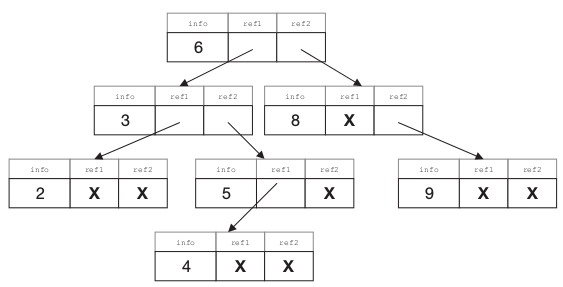 info ref1 ref2
6
info ref1 ref2 info ref1 ref2
3 8 X
info ref1 ref2 info ref1 ref2 info ref1 ref2
2 X X 5 X 9 X X
info ref1 ref2
4 X X